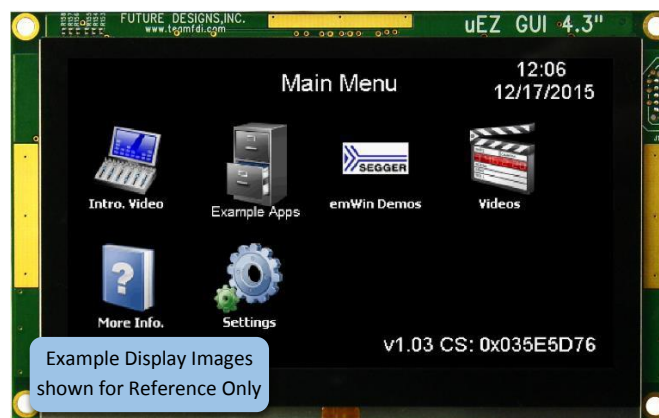 FUTURE DESIGNS,INC.
www.teamfdi.com
uEZ GUI 4.3"
Main Menu
12:06
12/17/2015
Intro. Video
Example Apps
SEGGER
emWin Demos
Videos
More Info.
Settings
v1.03 CS: 0x035E5D76
Example Display Images
shown for Reference Only